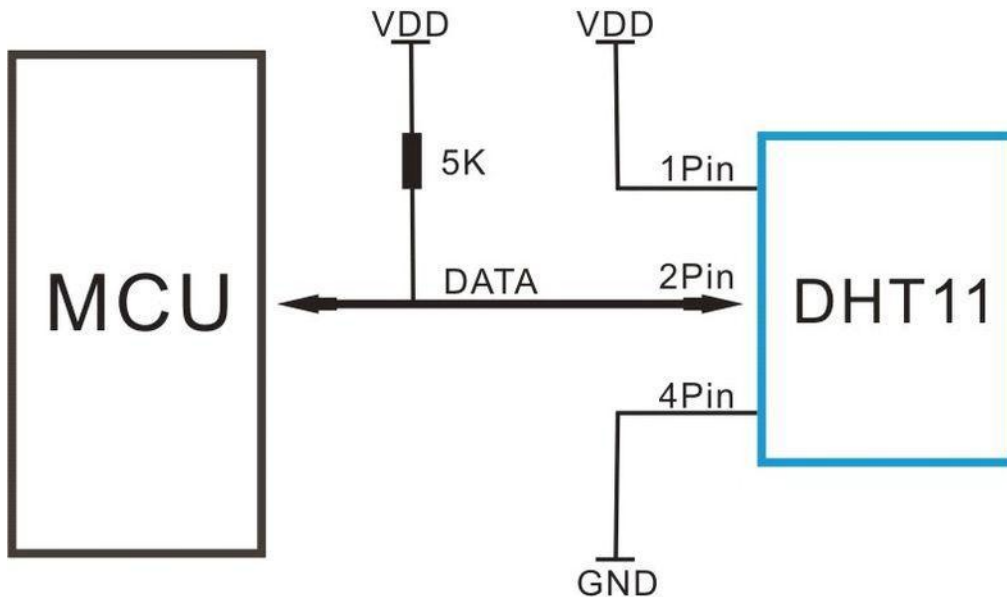 VDD
VDD
5K
1Pin
MCU
DATA
2Pin
DHT11
4Pin
GND